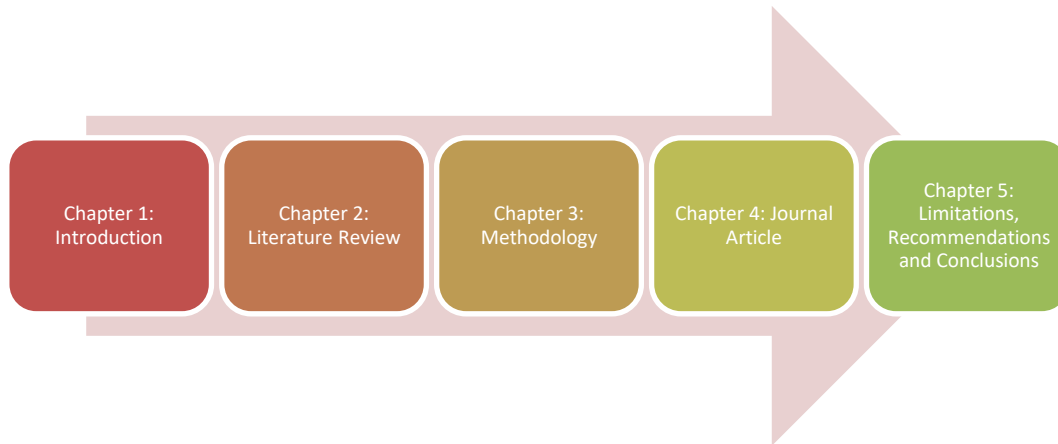 Chapter 1:
Introduction
Chapter 2:
Literature Review
Chapter 3:
Methodology
Chapter 4: Journal
Article
Chapter 5:
Limitations,
Recommendations
and Conclusions